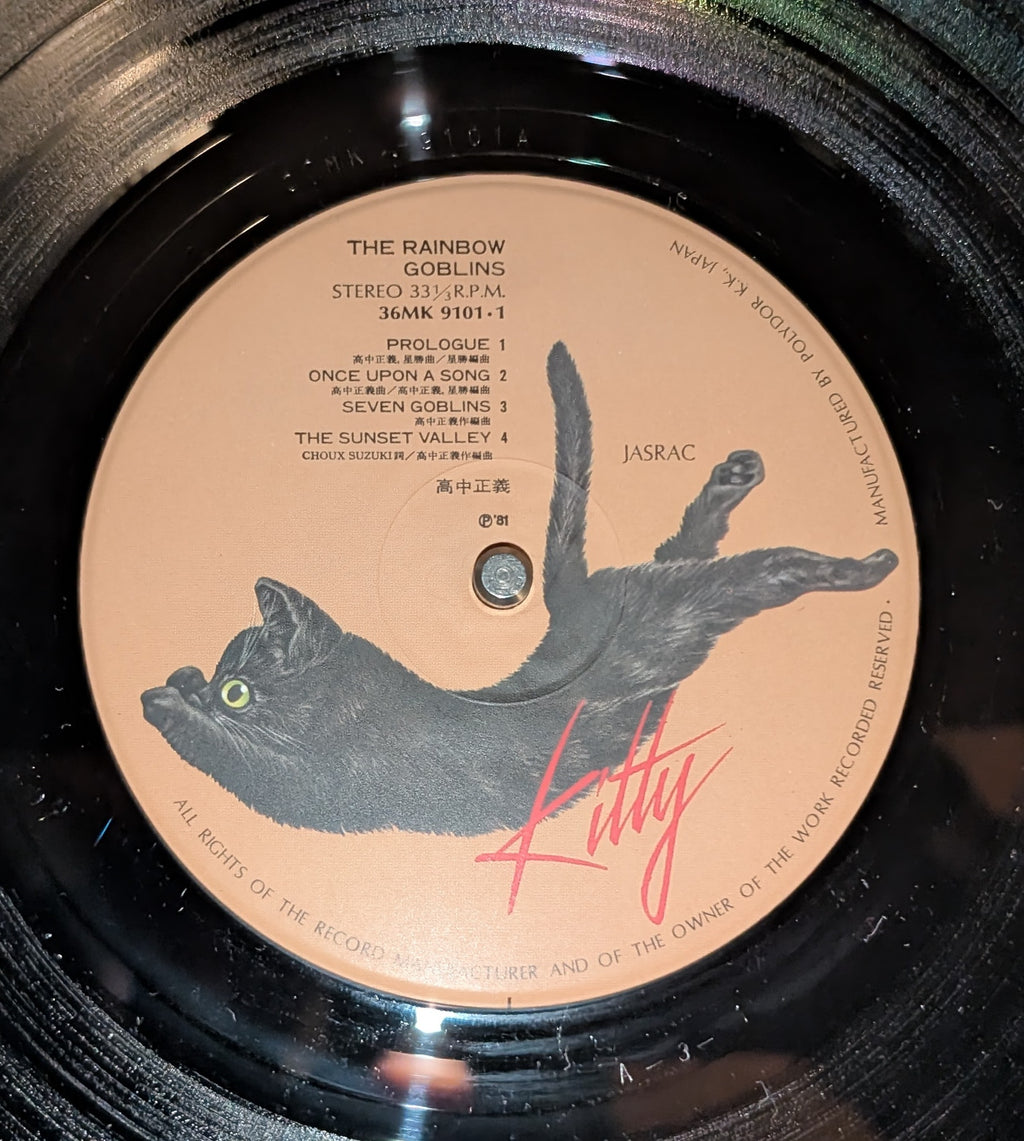 THE RAINBOW
GOBLINS
STEREO 33⅓R.P.M.
36MK 9101·1
PROLOGUE 1
高中正義, 星勝曲／星勝編曲
ONCE UPON A SONG 2
高中正義曲／高中正義, 星勝編曲
SEVEN GOBLINS 3
高中正義作編曲
THE SUNSET VALLEY 4
CHOUX SUZUKI詞／高中正義作編曲
高中正義
Ⓟ'81
JASRAC
Kitty
ALL RIGHTS OF THE RECORD MANUFACTURER AND OF THE OWNER OF THE WORK RECORDED RESERVED · MANUFACTURED BY POLYDOR K.K., JAPAN
A-3-